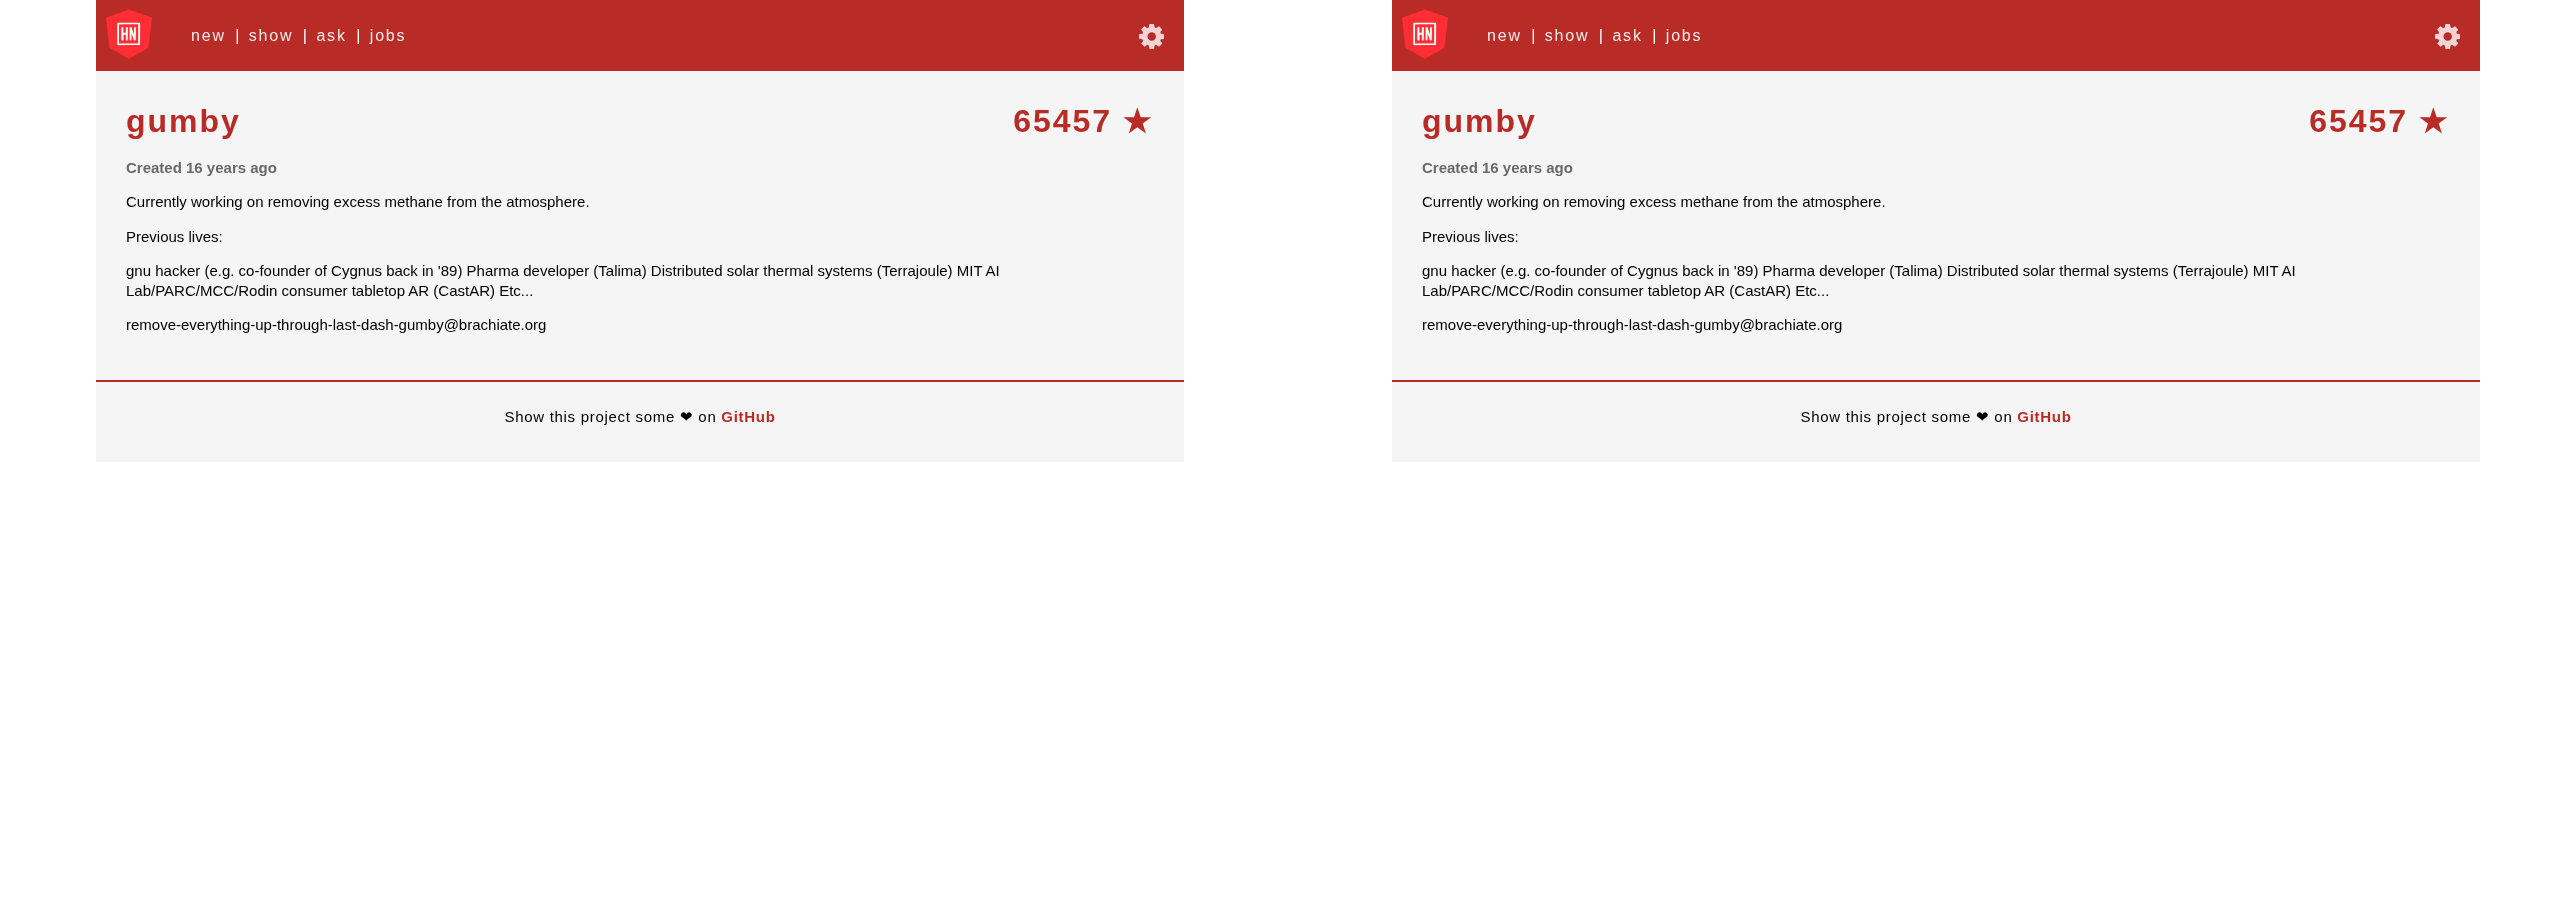 HN
new | show | ask | jobs
gumby
65457 ★
Created 16 years ago
Currently working on removing excess methane from the atmosphere.
Previous lives:
gnu hacker (e.g. co-founder of Cygnus back in '89) Pharma developer (Talima) Distributed solar thermal systems (Terrajoule) MIT AI
Lab/PARC/MCC/Rodin consumer tabletop AR (CastAR) Etc...
remove-everything-up-through-last-dash-gumby@brachiate.org
Show this project some ❤ on GitHub
HN
new | show | ask | jobs
gumby
65457 ★
Created 16 years ago
Currently working on removing excess methane from the atmosphere.
Previous lives:
gnu hacker (e.g. co-founder of Cygnus back in '89) Pharma developer (Talima) Distributed solar thermal systems (Terrajoule) MIT AI
Lab/PARC/MCC/Rodin consumer tabletop AR (CastAR) Etc...
remove-everything-up-through-last-dash-gumby@brachiate.org
Show this project some ❤ on GitHub